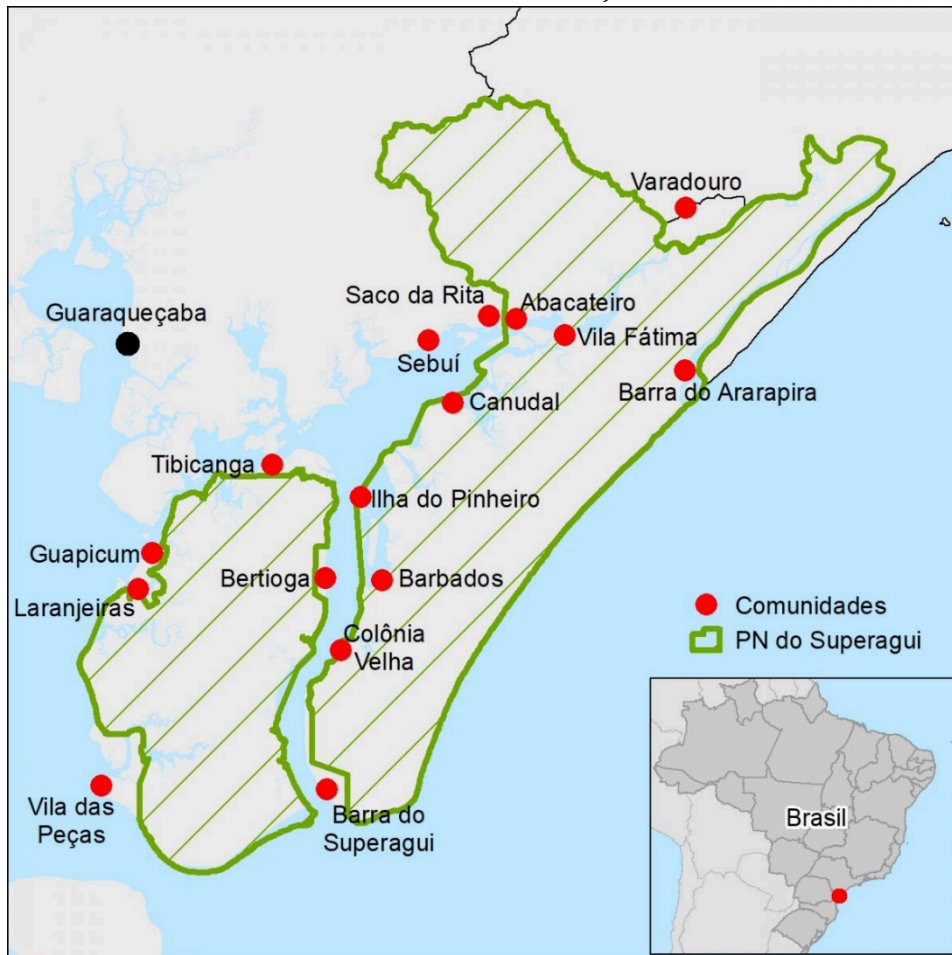 Varadouro
Saco da Rita
Abacateiro
Guaraqueçaba
Vila Fátima
Sebuí
Barra do Ararapira
Canudal
Tibicanga
Ilha do Pinheiro
Guapicum
Bertioga
Barbados
Laranjeiras
Comunidades
Colônia
Velha
PN do Superagui
Vila das
Peças
Barra do
Superagui
Brasil